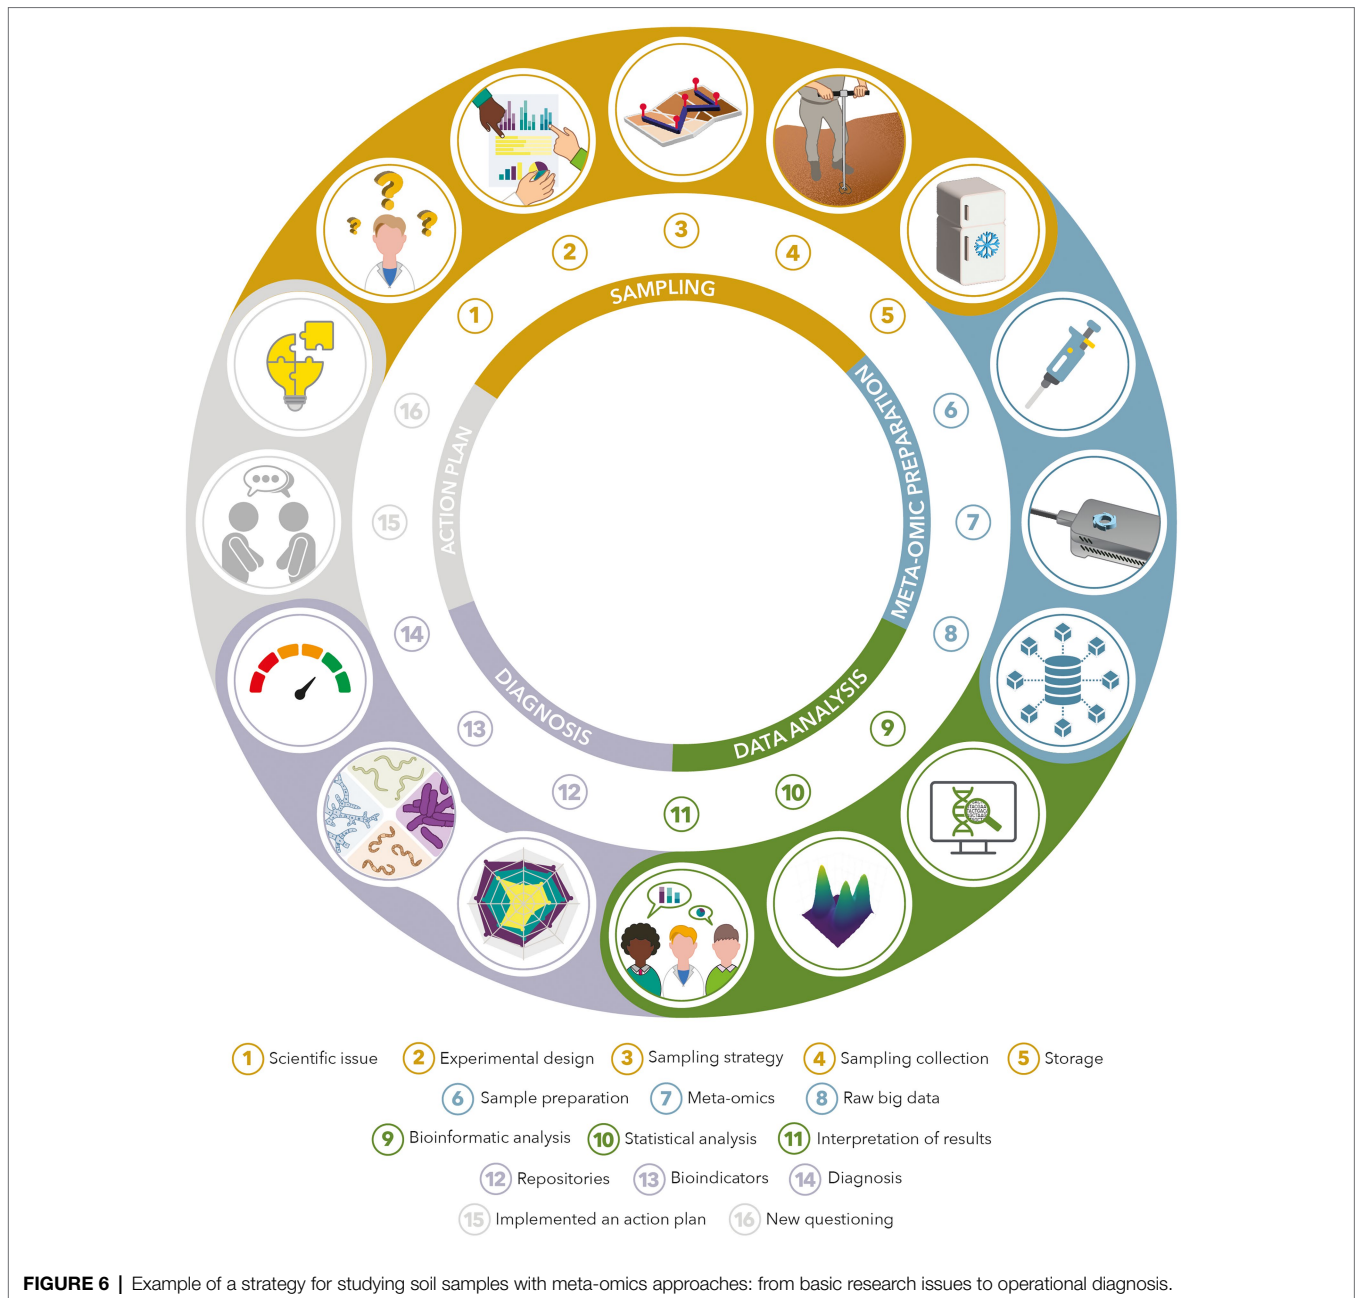 3
2
4
SAMPLING
1
5
META-OMIC PREPARATION
16
6
ACTION PLAN
15
7
14
8
DIAGNOSIS
DATA ANALYSIS
13
9
12
10
11
1 Scientific issue 2 Experimental design 3 Sampling strategy 4 Sampling collection 5 Storage
6 Sample preparation 7 Meta-omics 8 Raw big data
9 Bioinformatic analysis 10 Statistical analysis 11 Interpretation of results
12 Repositories 13 Bioindicators 14 Diagnosis
15 Implemented an action plan 16 New questioning
FIGURE 6 | Example of a strategy for studying soil samples with meta-omics approaches: from basic research issues to operational diagnosis.